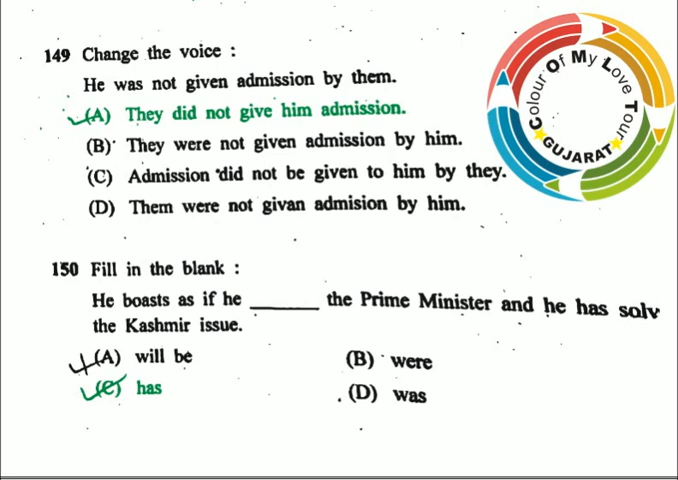 149 Change the voice :
He was not given admission by them.
(A) They did not give him admission.
(B) They were not given admission by him.
(C) Admission did not be given to him by they.
(D) Them were not givan admision by him.
Colour Of My Love Tour
GUJARAT
150 Fill in the blank :
He boasts as if he ______ the Prime Minister and he has solv
the Kashmir issue.
(A) will be (B) were
(C) has (D) was